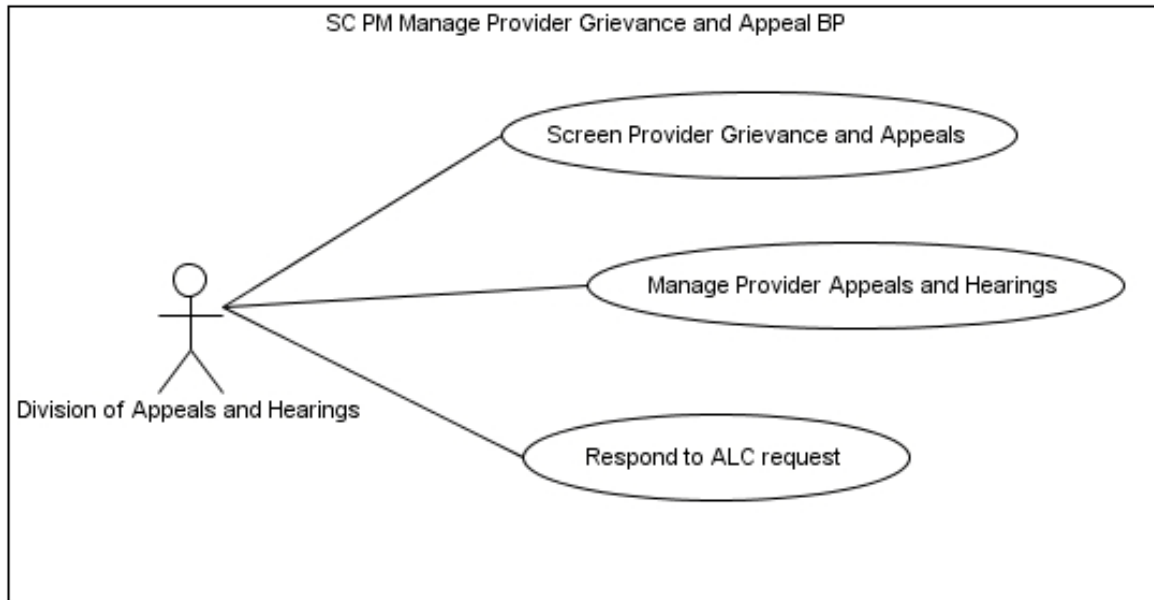 SC PM Manage Provider Grievance and Appeal BP
Screen Provider Grievance and Appeals
Manage Provider Appeals and Hearings
Division of Appeals and Hearings
Respond to ALC request